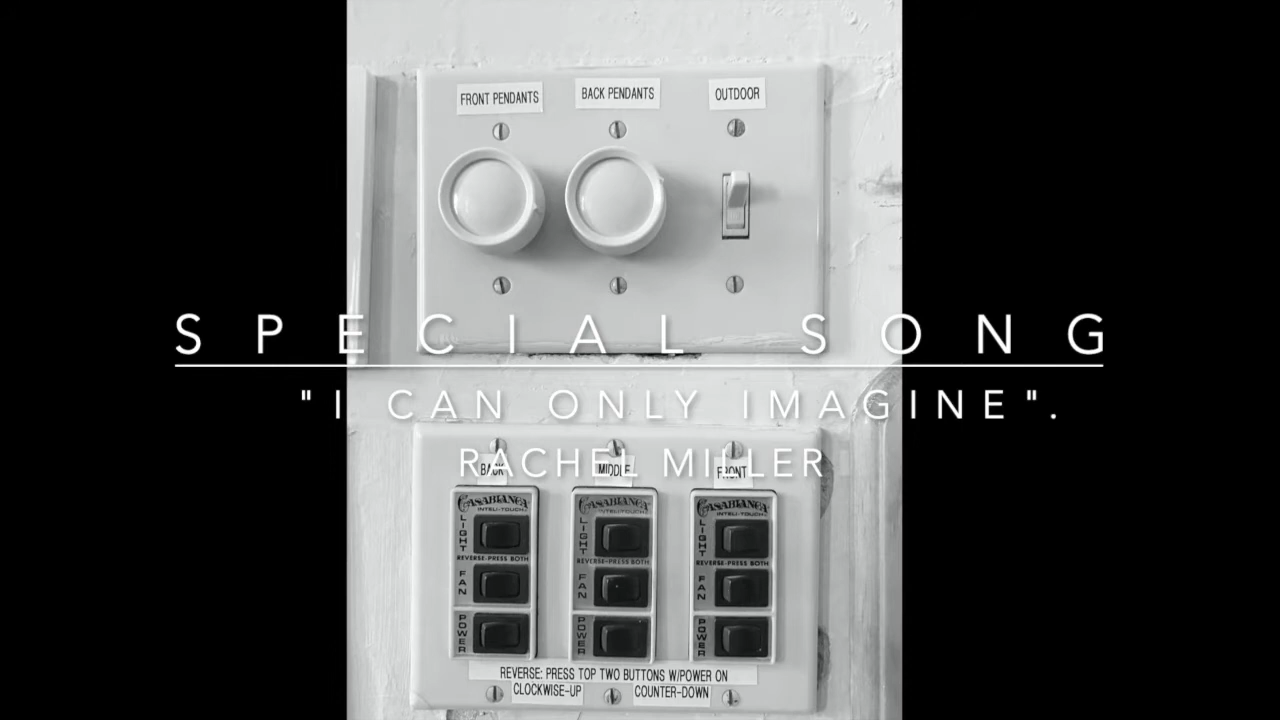 FRONT PENDANTS
BACK PENDANTS
OUTDOOR
SPECIAL SONG
"I CAN ONLY IMAGINE".
RACHEL MILLER
BACK
MIDDLE
FRONT
CASABLANCA
INTELI-TOUCH
LIGHT
REVERSE-PRESS BOTH
FAN
POWER
CASABLANCA
INTELI-TOUCH
LIGHT
REVERSE-PRESS BOTH
FAN
POWER
CASABLANCA
INTELI-TOUCH
LIGHT
REVERSE-PRESS BOTH
FAN
POWER
REVERSE: PRESS TOP TWO BUTTONS W/POWER ON
CLOCKWISE-UP
COUNTER-DOWN